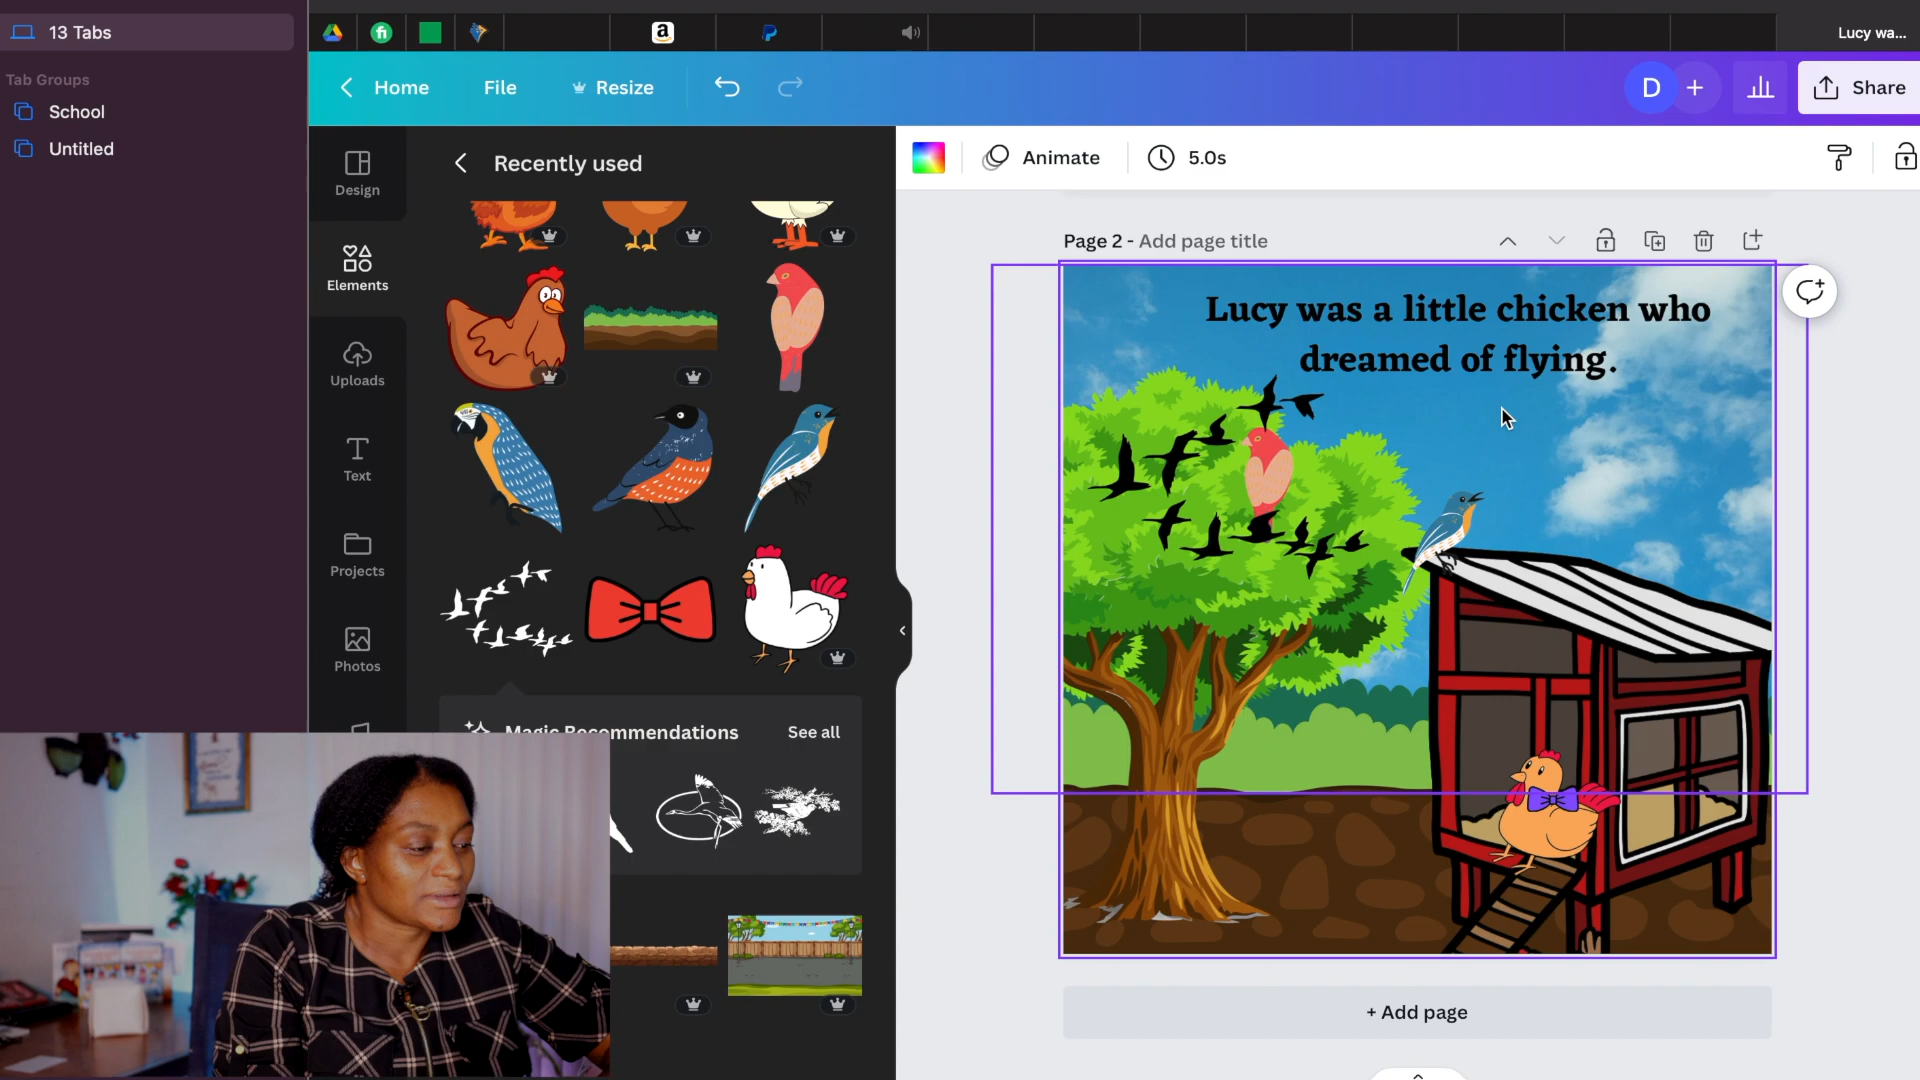 13 Tabs
Tab Groups
School
Untitled
Lucy wa...
Home
File
Resize
D
Share
Design
Elements
Uploads
Text
Projects
Photos
Recently used
Magic Recommendations
See all
Animate
5.0s
Page 2 - Add page title
Lucy was a little chicken who
dreamed of flying.
+ Add page